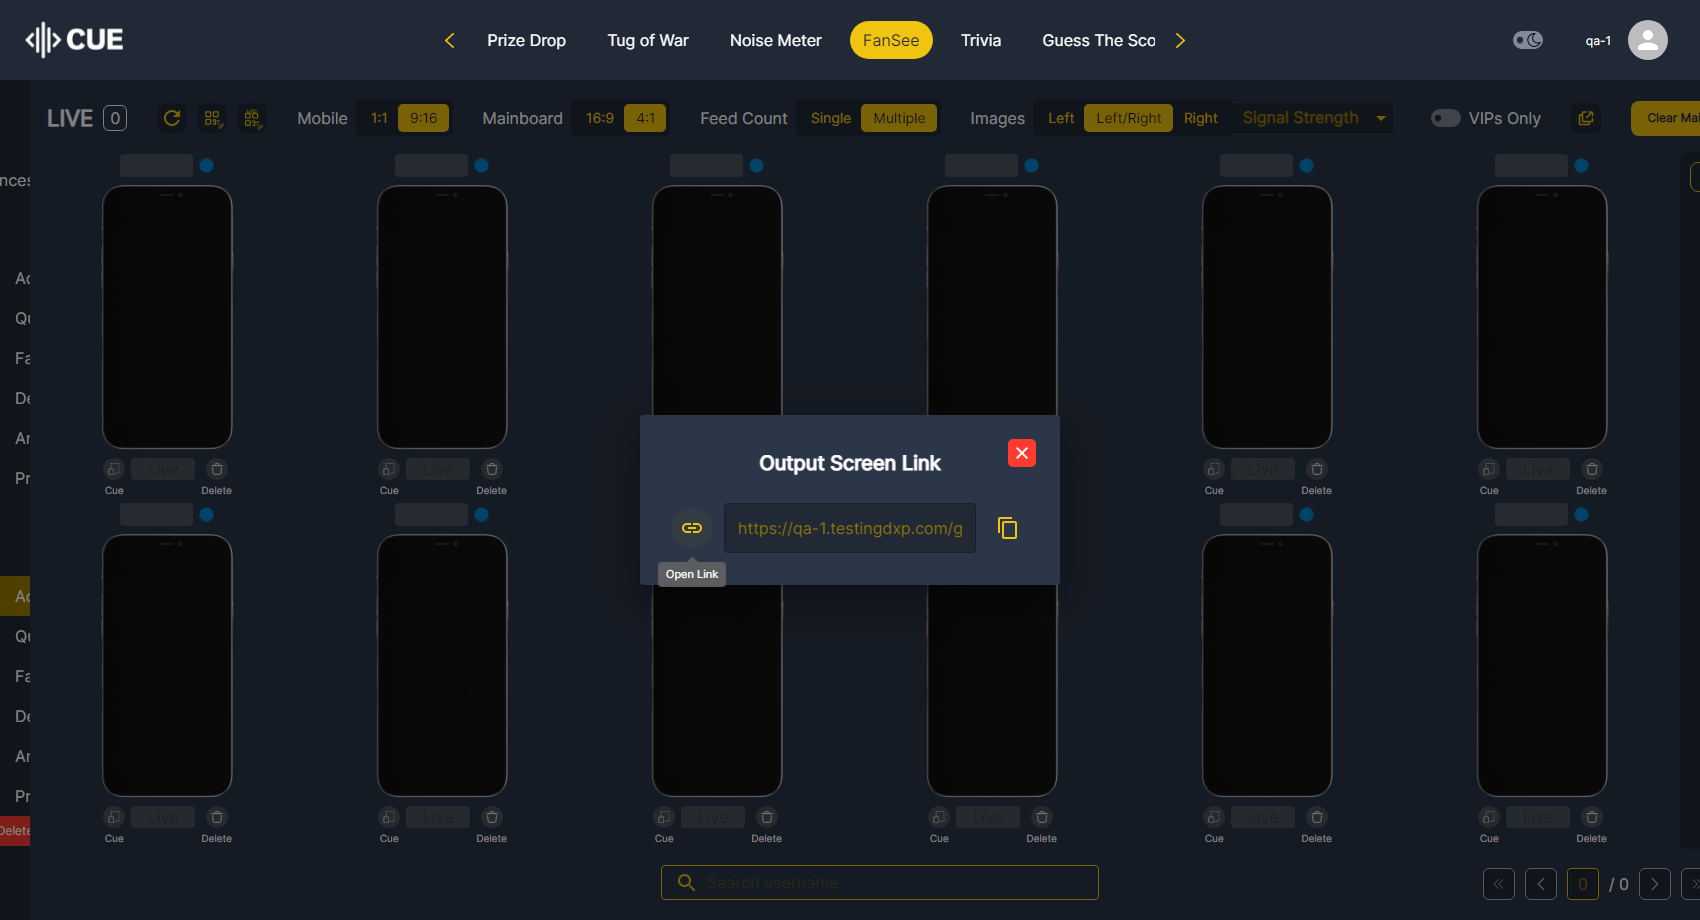 CUE
Prize Drop Tug of War Noise Meter FanSee Trivia Guess The Sco
qa-1
LIVE 0 Mobile 1:1 9:16 Mainboard 16:9 4:1 Feed Count Single Multiple Images Left Left/Right Right Signal Strength VIPs Only Clear Mai
nces
Ac
Qu
Fa
De
Ar
Pr
Live Live Live Live
Cue Delete Cue Delete Cue Delete Cue Delete
Output Screen Link
https://qa-1.testingdxp.com/g
Open Link
Ac
Qu
Fa
De
Ar
Pr
Delete
Live Live Live Live Live Live
Cue Delete Cue Delete Cue Delete Cue Delete Cue Delete Cue Delete
Search username
0 / 0